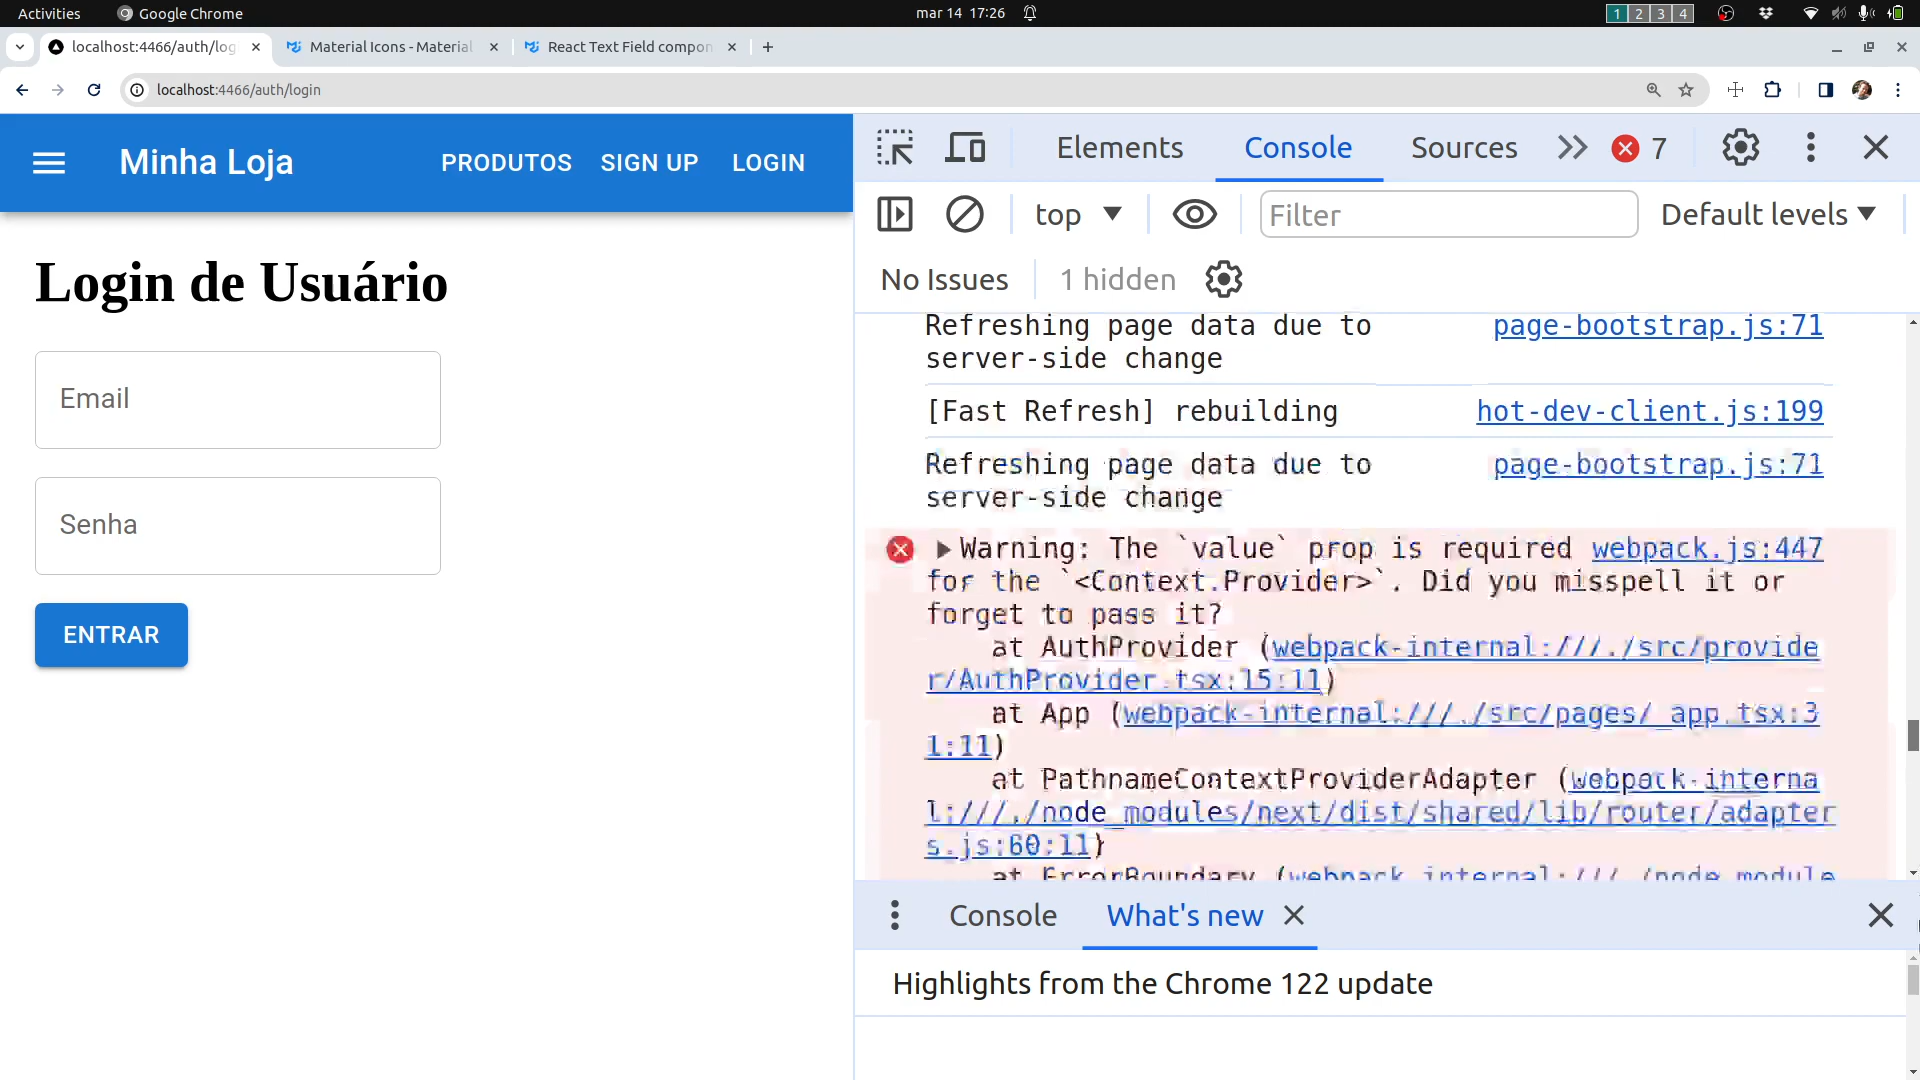 Activities Google Chrome mar 14 17:26 1 2 3 4
localhost:4466/auth/log Material Icons - Material React Text Field compon
localhost:4466/auth/login
Minha Loja PRODUTOS SIGN UP LOGIN
Login de Usuário
Email
Senha
ENTRAR
Elements Console Sources 7
top Filter Default levels
No Issues 1 hidden
Refreshing page data due to page-bootstrap.js:71
server-side change
[Fast Refresh] rebuilding hot-dev-client.js:199
Refreshing page data due to page-bootstrap.js:71
server-side change
Warning: The `value` prop is required webpack.js:447
for the `<Context.Provider>`. Did you misspell it or
forget to pass it?
at AuthProvider (webpack-internal:///./src/provide
r/AuthProvider.tsx:15:11)
at App (webpack-internal:///./src/pages/_app.tsx:3
1:11)
at PathnameContextProviderAdapter (webpack-interna
l:///./node_modules/next/dist/shared/lib/router/adapter
s.js:60:11)
at ErrorBoundary (webpack-internal:///./node_module
Console What's new
Highlights from the Chrome 122 update